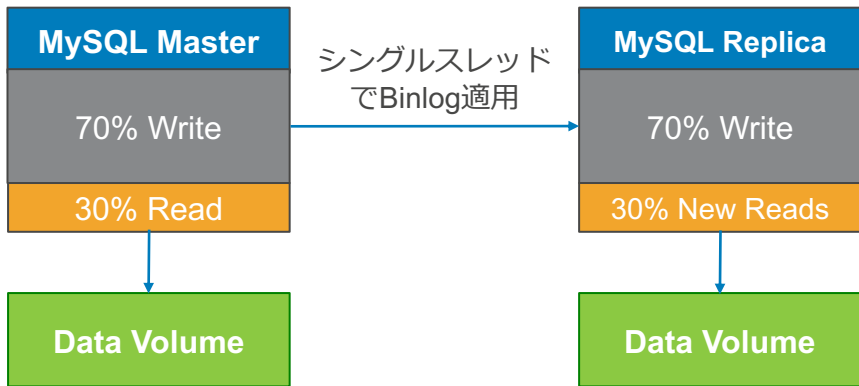 MySQL Master
70% Write
30% Read
Data Volume
シングルスレッド
でBinlog適用
MySQL Replica
70% Write
30% New Reads
Data Volume